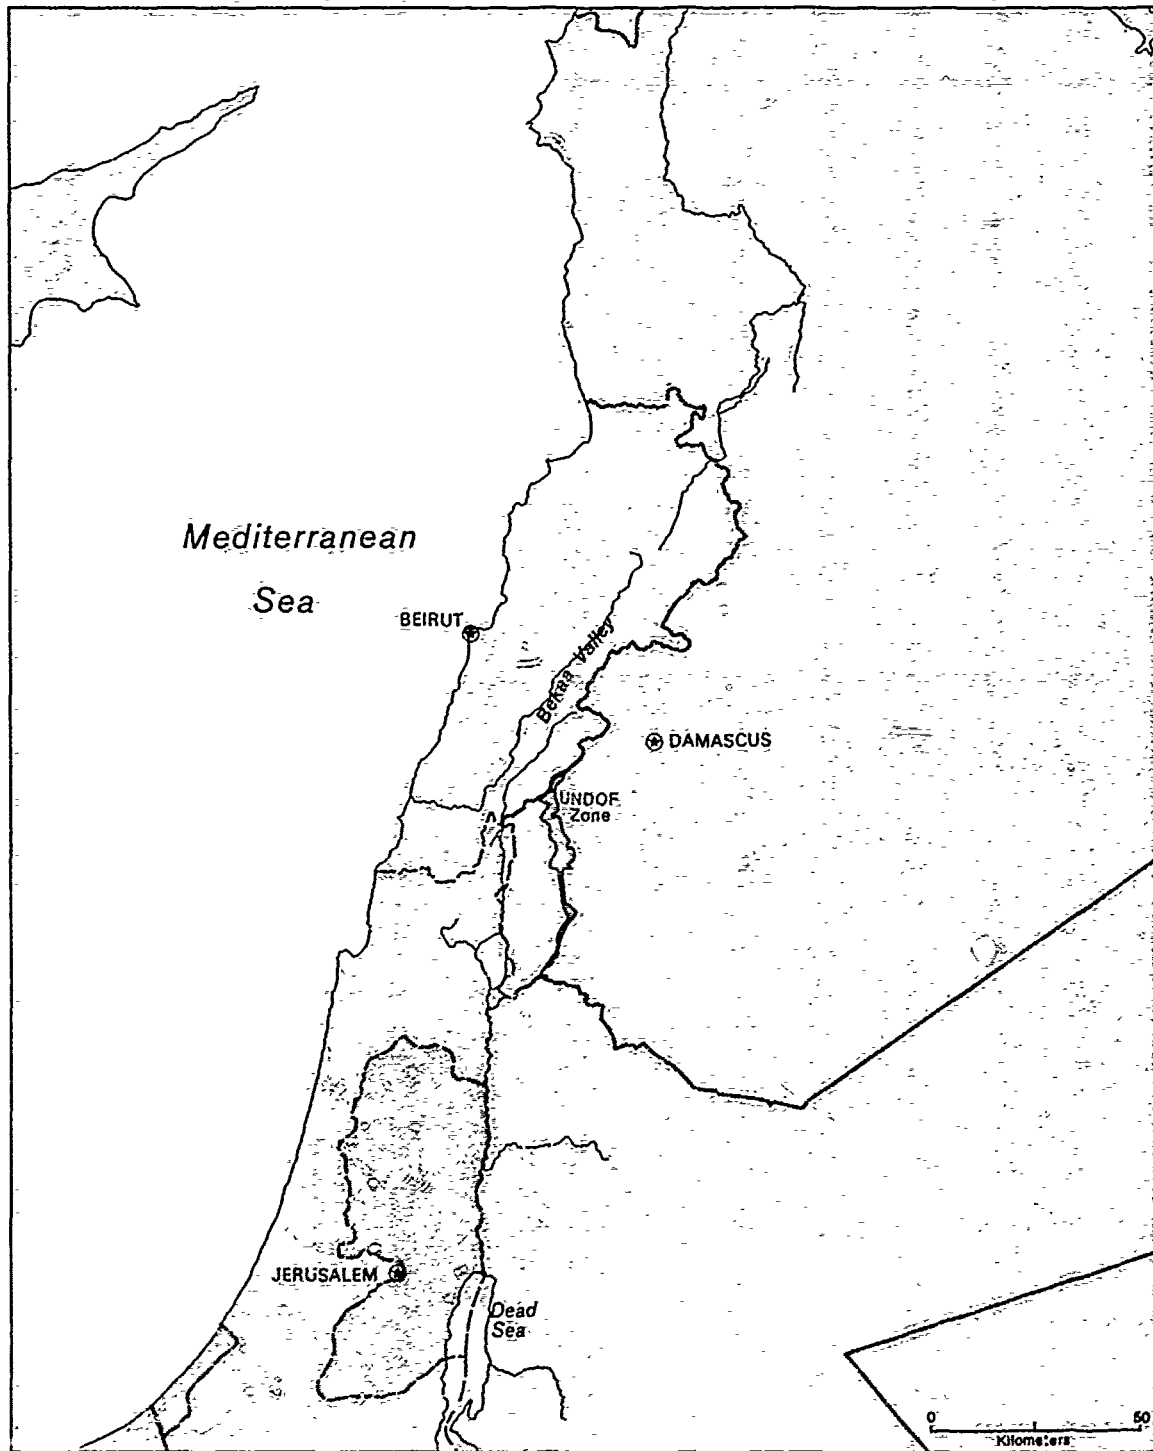 Mediterranean
Sea
BEIRUT
Bekaa Valley
DAMASCUS
UNDOF
Zone
JERUSALEM
Dead
Sea
0 50
Kilometers